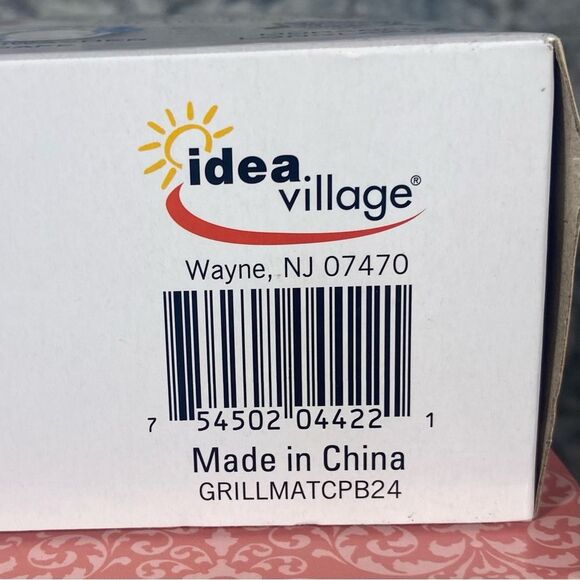 idea
village®
Wayne, NJ 07470
7 54502 04422 1
Made in China
GRILLMATCPB24